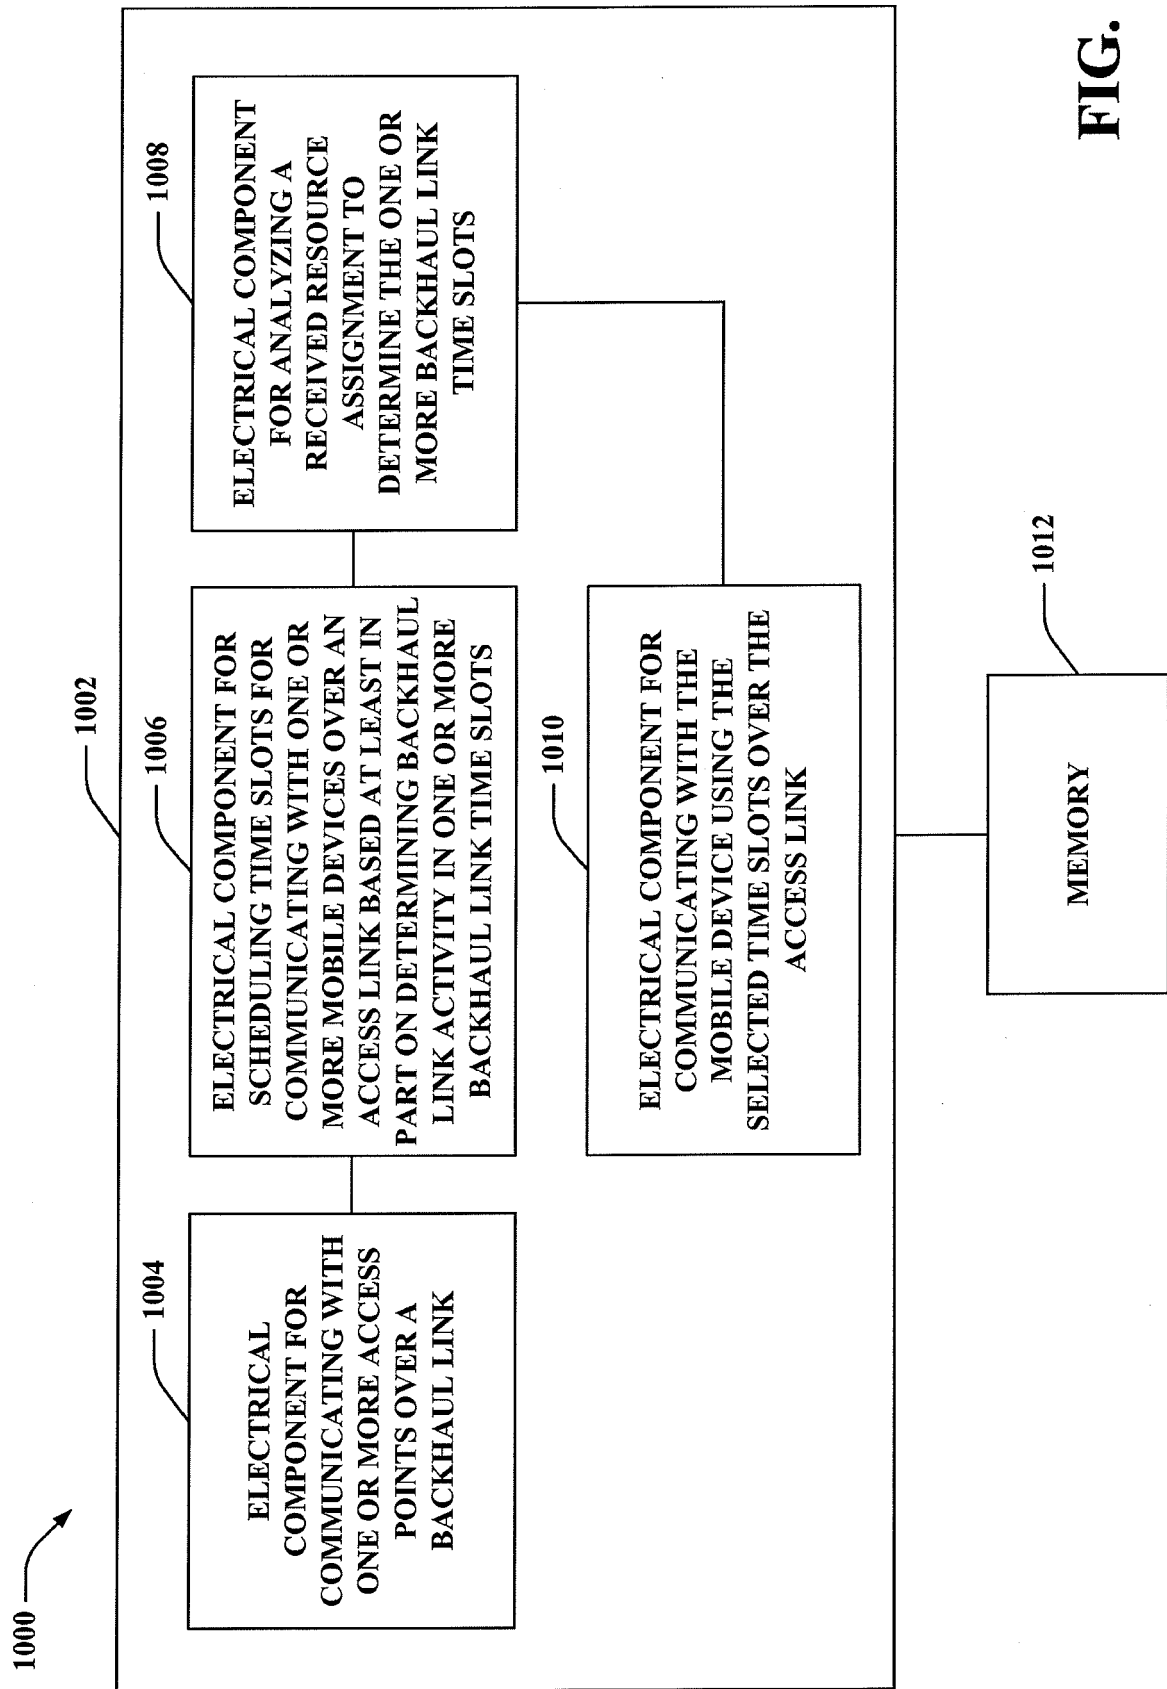 1000
1002
1004
ELECTRICAL
COMPONENT FOR
COMMUNICATING WITH
ONE OR MORE ACCESS
POINTS OVER A
BACKHAUL LINK
1006
ELECTRICAL COMPONENT FOR
SCHEDULING TIME SLOTS FOR
COMMUNICATING WITH ONE OR
MORE MOBILE DEVICES OVER AN
ACCESS LINK BASED AT LEAST IN
PART ON DETERMINING BACKHAUL
LINK ACTIVITY IN ONE OR MORE
BACKHAUL LINK TIME SLOTS
1008
ELECTRICAL COMPONENT
FOR ANALYZING A
RECEIVED RESOURCE
ASSIGNMENT TO
DETERMINE THE ONE OR
MORE BACKHAUL LINK
TIME SLOTS
1010
ELECTRICAL COMPONENT FOR
COMMUNICATING WITH THE
MOBILE DEVICE USING THE
SELECTED TIME SLOTS OVER THE
ACCESS LINK
1012
MEMORY
FIG.